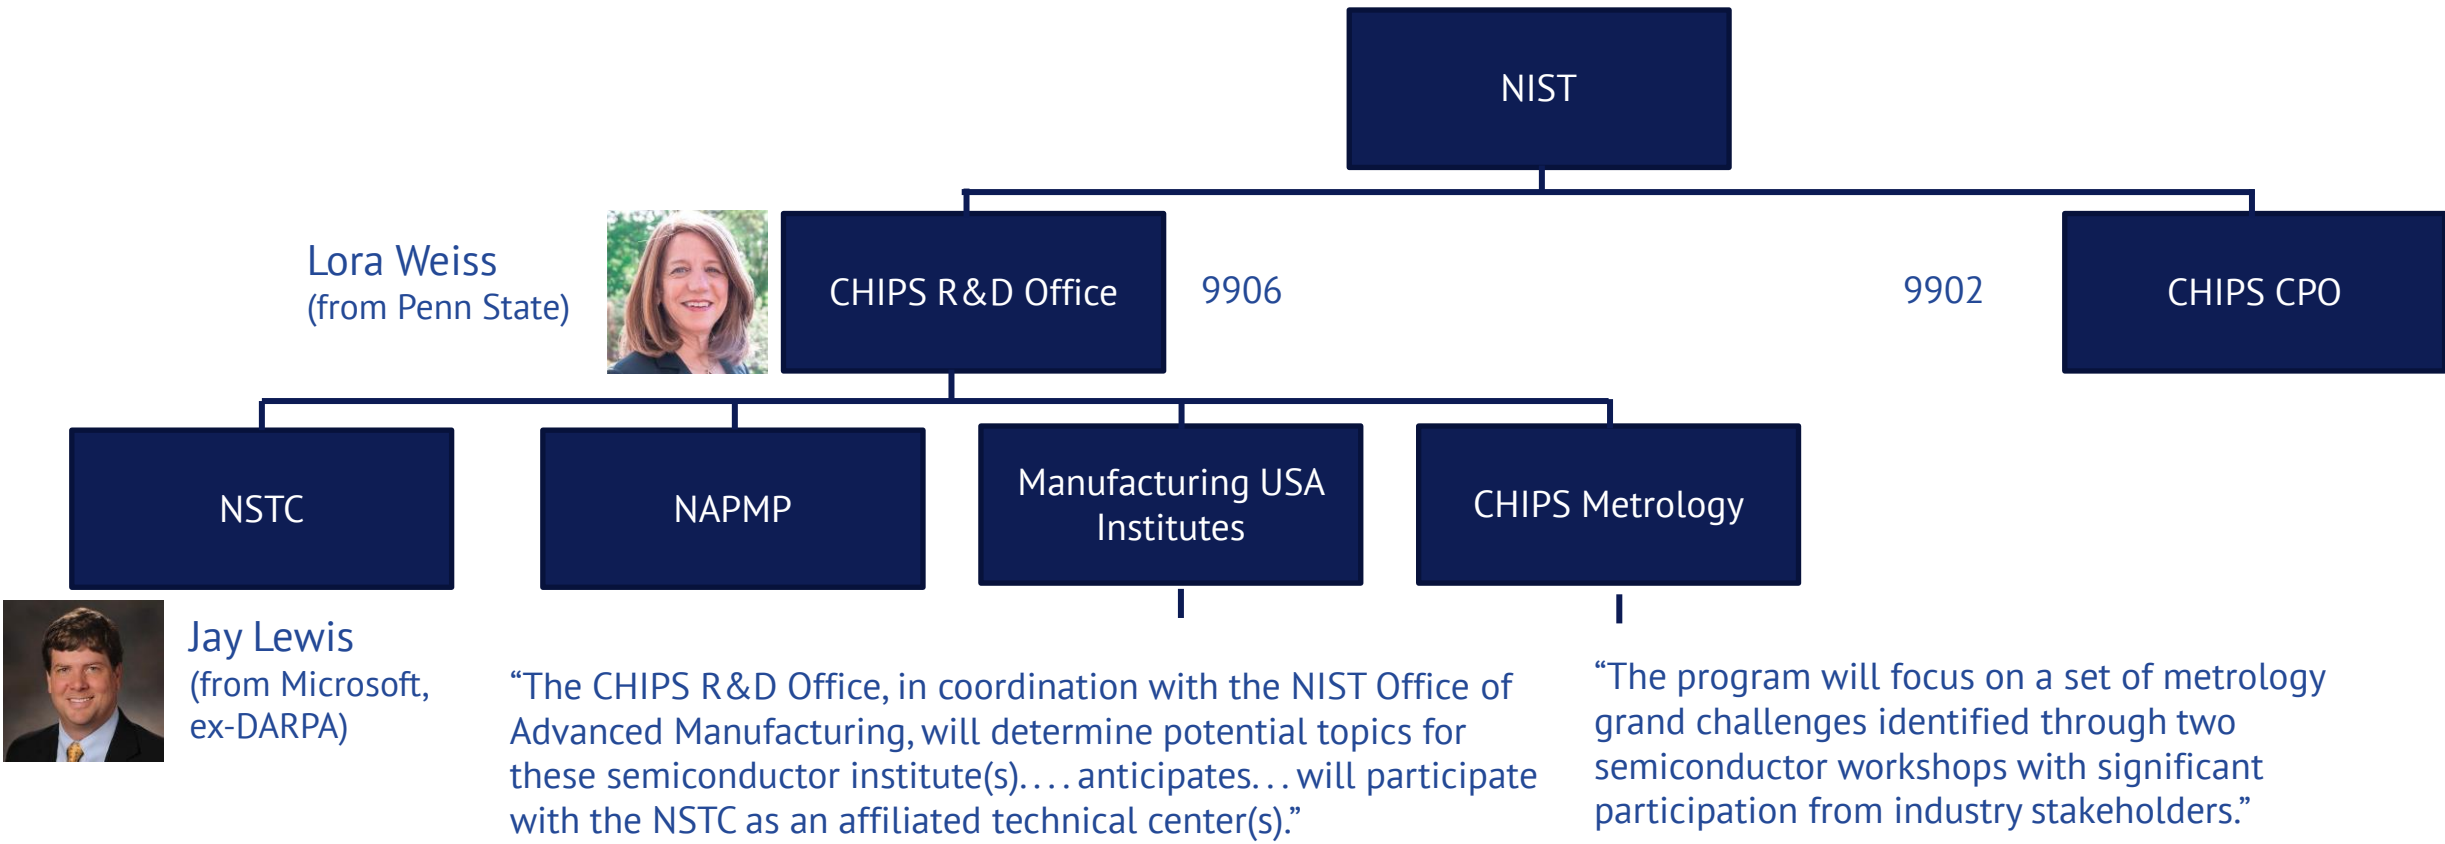 NIST
Lora Weiss
(from Penn State)
CHIPS R&D Office
9906
9902
CHIPS CPO
NSTC
NAPMP
Manufacturing USA
Institutes
CHIPS Metrology
Jay Lewis
(from Microsoft,
ex-DARPA)
“The CHIPS R&D Office, in coordination with the NIST Office of
Advanced Manufacturing, will determine potential topics for
these semiconductor institute(s).... anticipates... will participate
with the NSTC as an affiliated technical center(s).”
“The program will focus on a set of metrology
grand challenges identified through two
semiconductor workshops with significant
participation from industry stakeholders.”